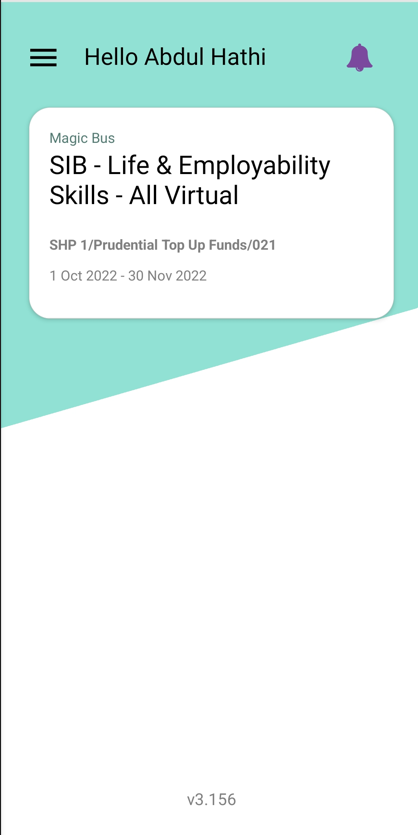 Hello Abdul Hathi
Magic Bus
SIB - Life & Employability
Skills - All Virtual
SHP 1/Prudential Top Up Funds/021
1 Oct 2022 - 30 Nov 2022
v3.156